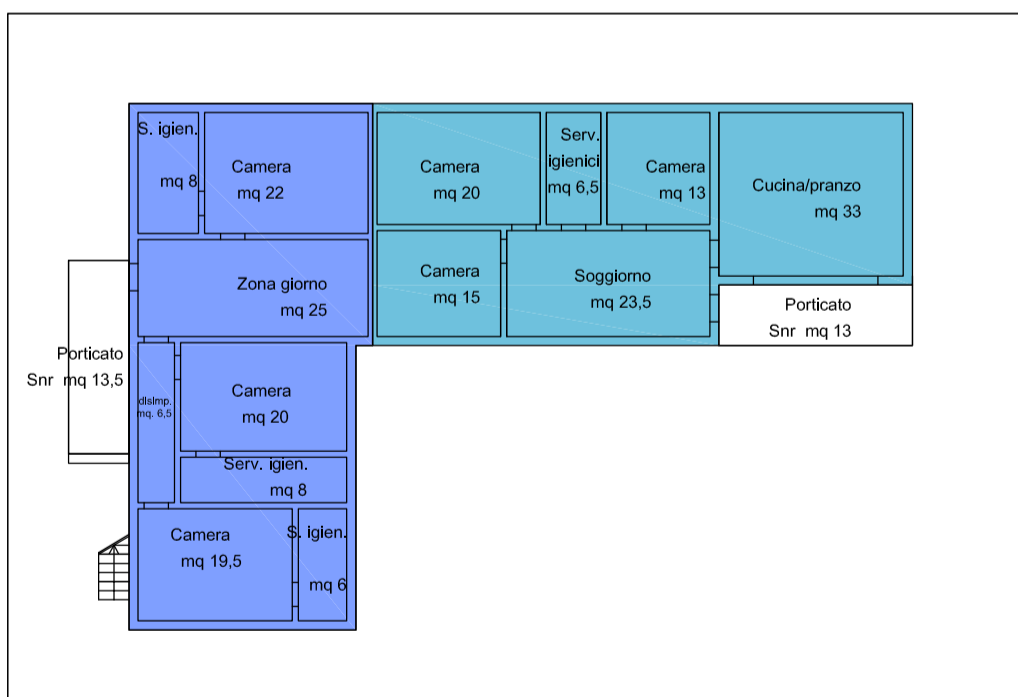 S. igien.
mq 8
Camera
mq 22
Camera
mq 20
Serv.
igienici
mq 6,5
Camera
mq 13
Cucina/pranzo
mq 33
Zona giorno
mq 25
Camera
mq 15
Soggiorno
mq 23,5
Porticato
Snr mq 13
Porticato
Snr mq 13,5
disimp.
mq. 6,5
Camera
mq 20
Serv. igien.
mq 8
Camera
mq 19,5
S. igien.
mq 6